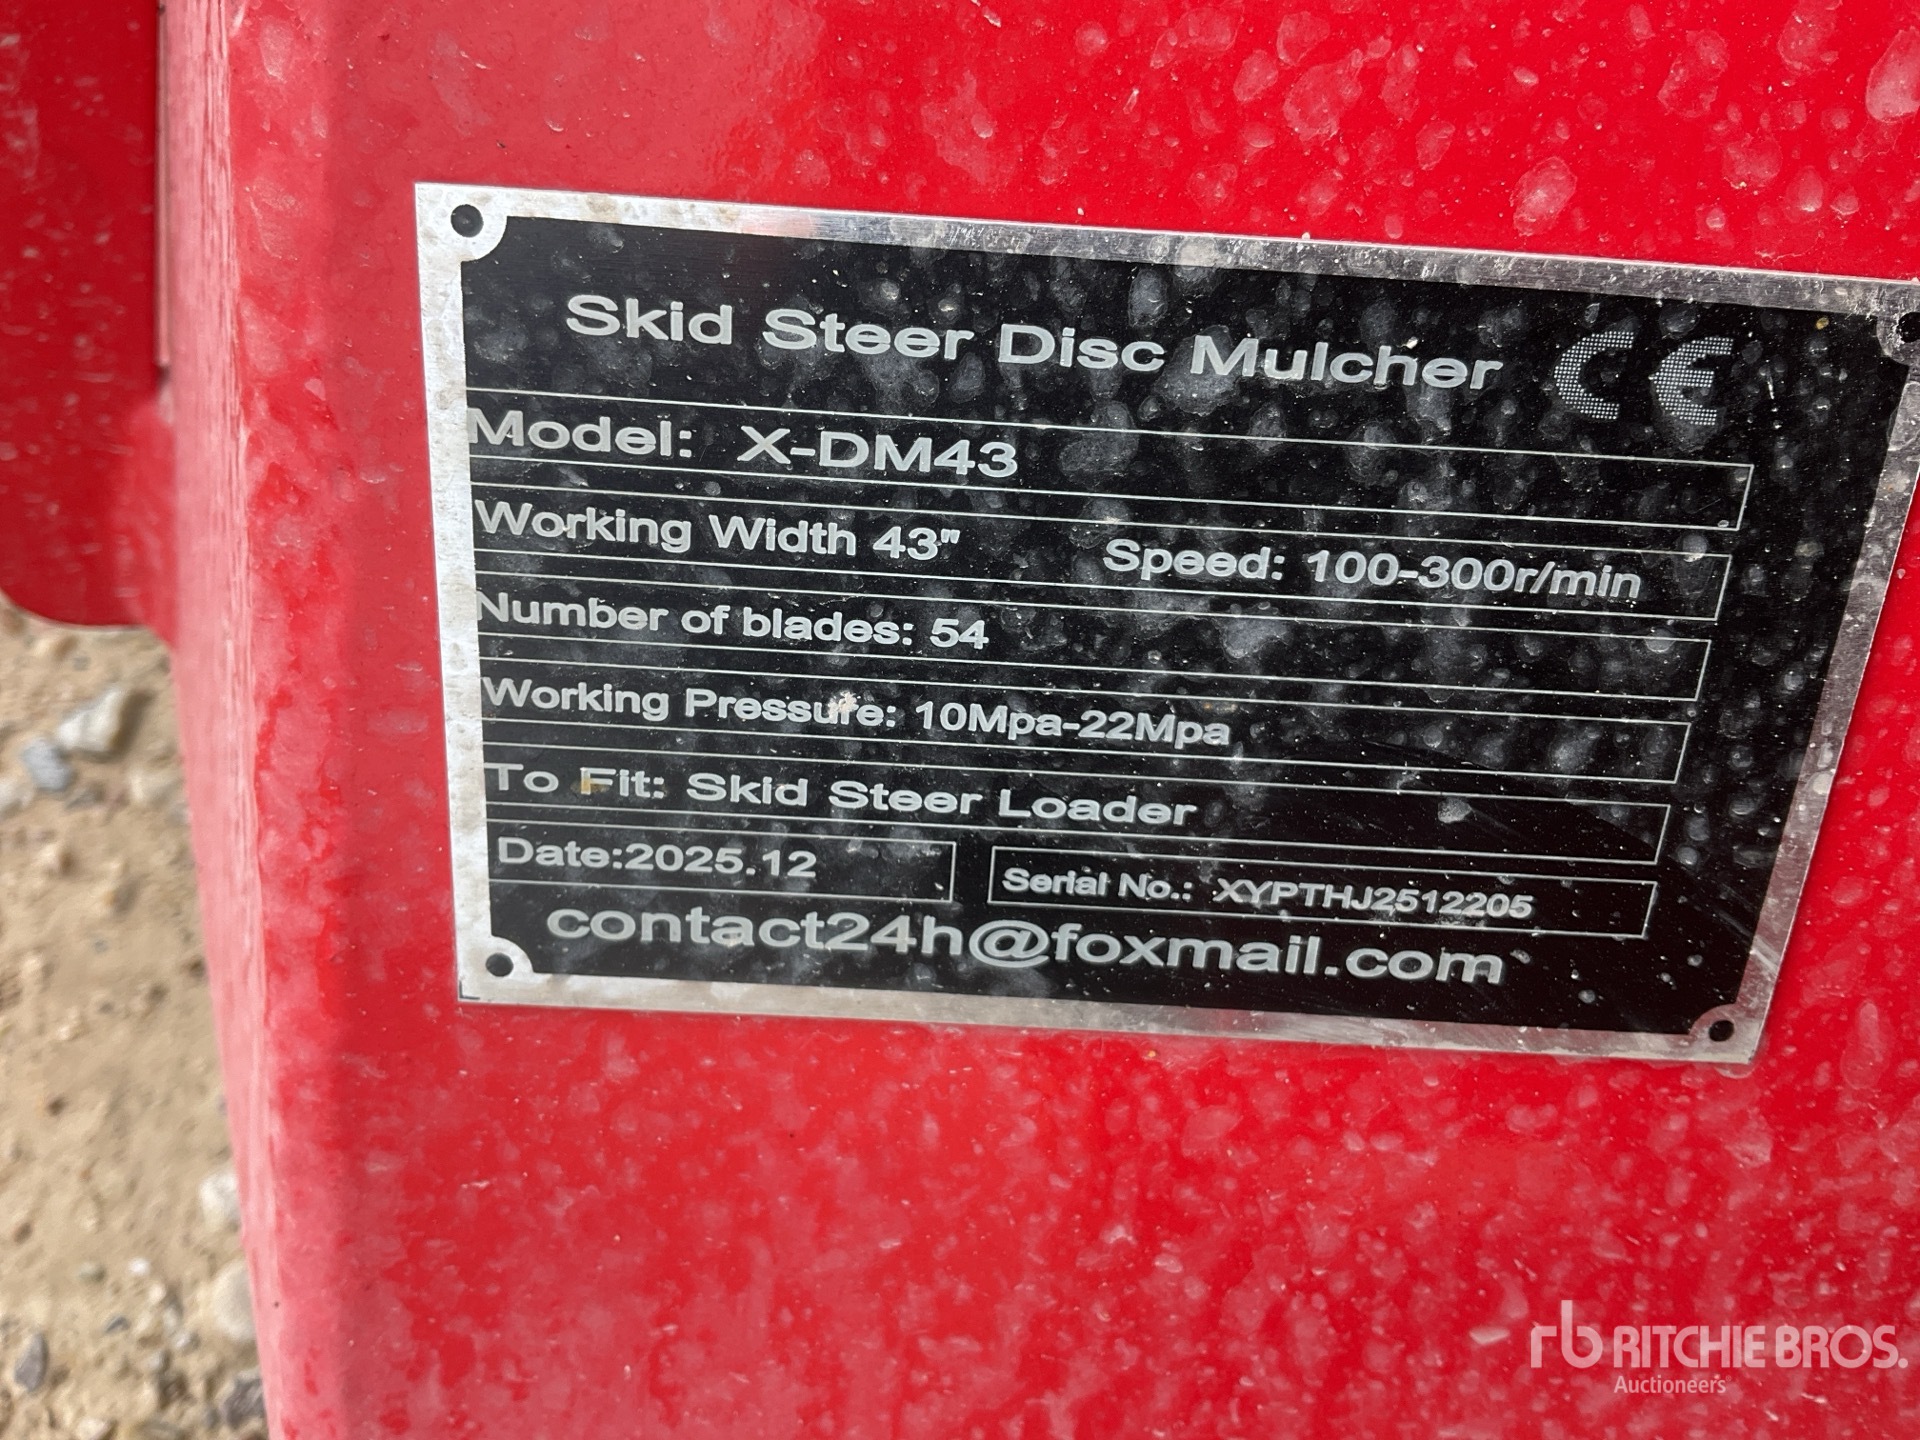 Skid Steer Disc Mulcher CE
Model: X-DM43
Working Width 43" Speed: 100-300r/min
Number of blades: 54
Working Pressure: 10Mpa-22Mpa
To Fit: Skid Steer Loader
Date:2025.12 Serial No.: XYPTHJ2512205
contact24h@foxmail.com
rb RITCHIE BROS.
Auctioneers